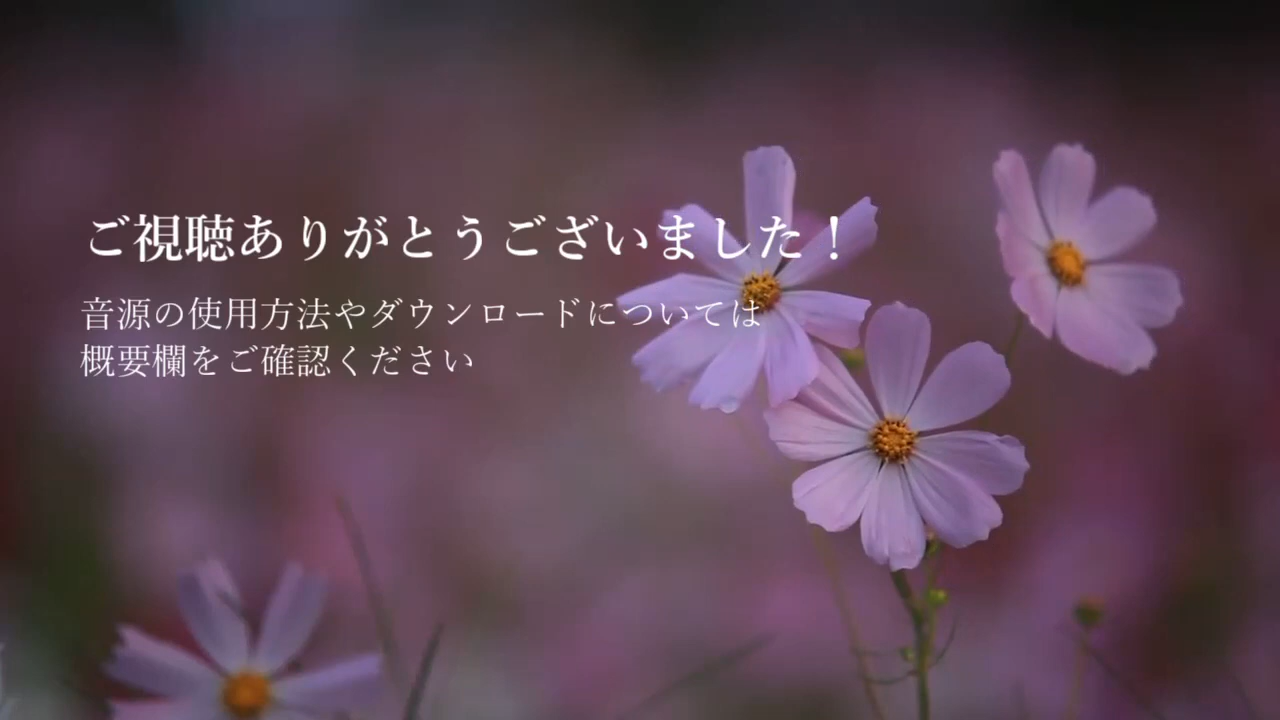 ご視聴ありがとうございました！
音源の使用方法やダウンロードについては
概要欄をご確認ください